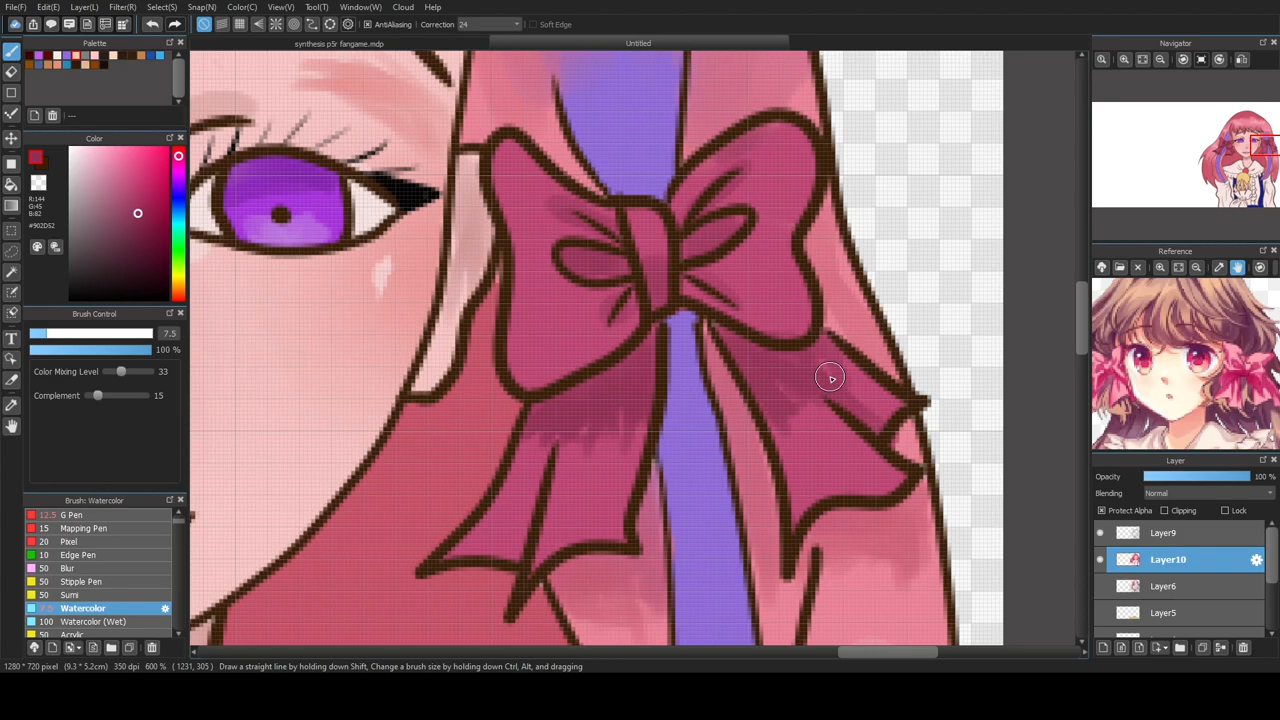 File(F) Edit(E) Layer(L) Filter(R) Select(S) Snap(N) Color(C) View(V) Tool(T) Window(W) Cloud Help
AntiAliasing Correction 24 Soft Edge
Palette
synthesis p5r fangame.mdp Untitled
Navigator
---
Color
R:144
G:45
B:82
#902D52
Reference
Brush Control
7.5
100 %
Color Mixing Level 33
Complement 15
Layer
Opacity 100 %
Blending Normal
Protect Alpha Clipping Lock
Brush: Watercolor
12.5 G Pen
15 Mapping Pen
20 Pixel
10 Edge Pen
50 Blur
50 Stipple Pen
50 Sumi
7.5 Watercolor
100 Watercolor (Wet)
50 Acrylic
Layer9
Layer10
Layer6
Layer5
1280 * 720 pixel (9.3 * 5.2cm) 350 dpi 600 % ( 1231, 305 ) Draw a straight line by holding down Shift, Change a brush size by holding down Ctrl, Alt, and dragging